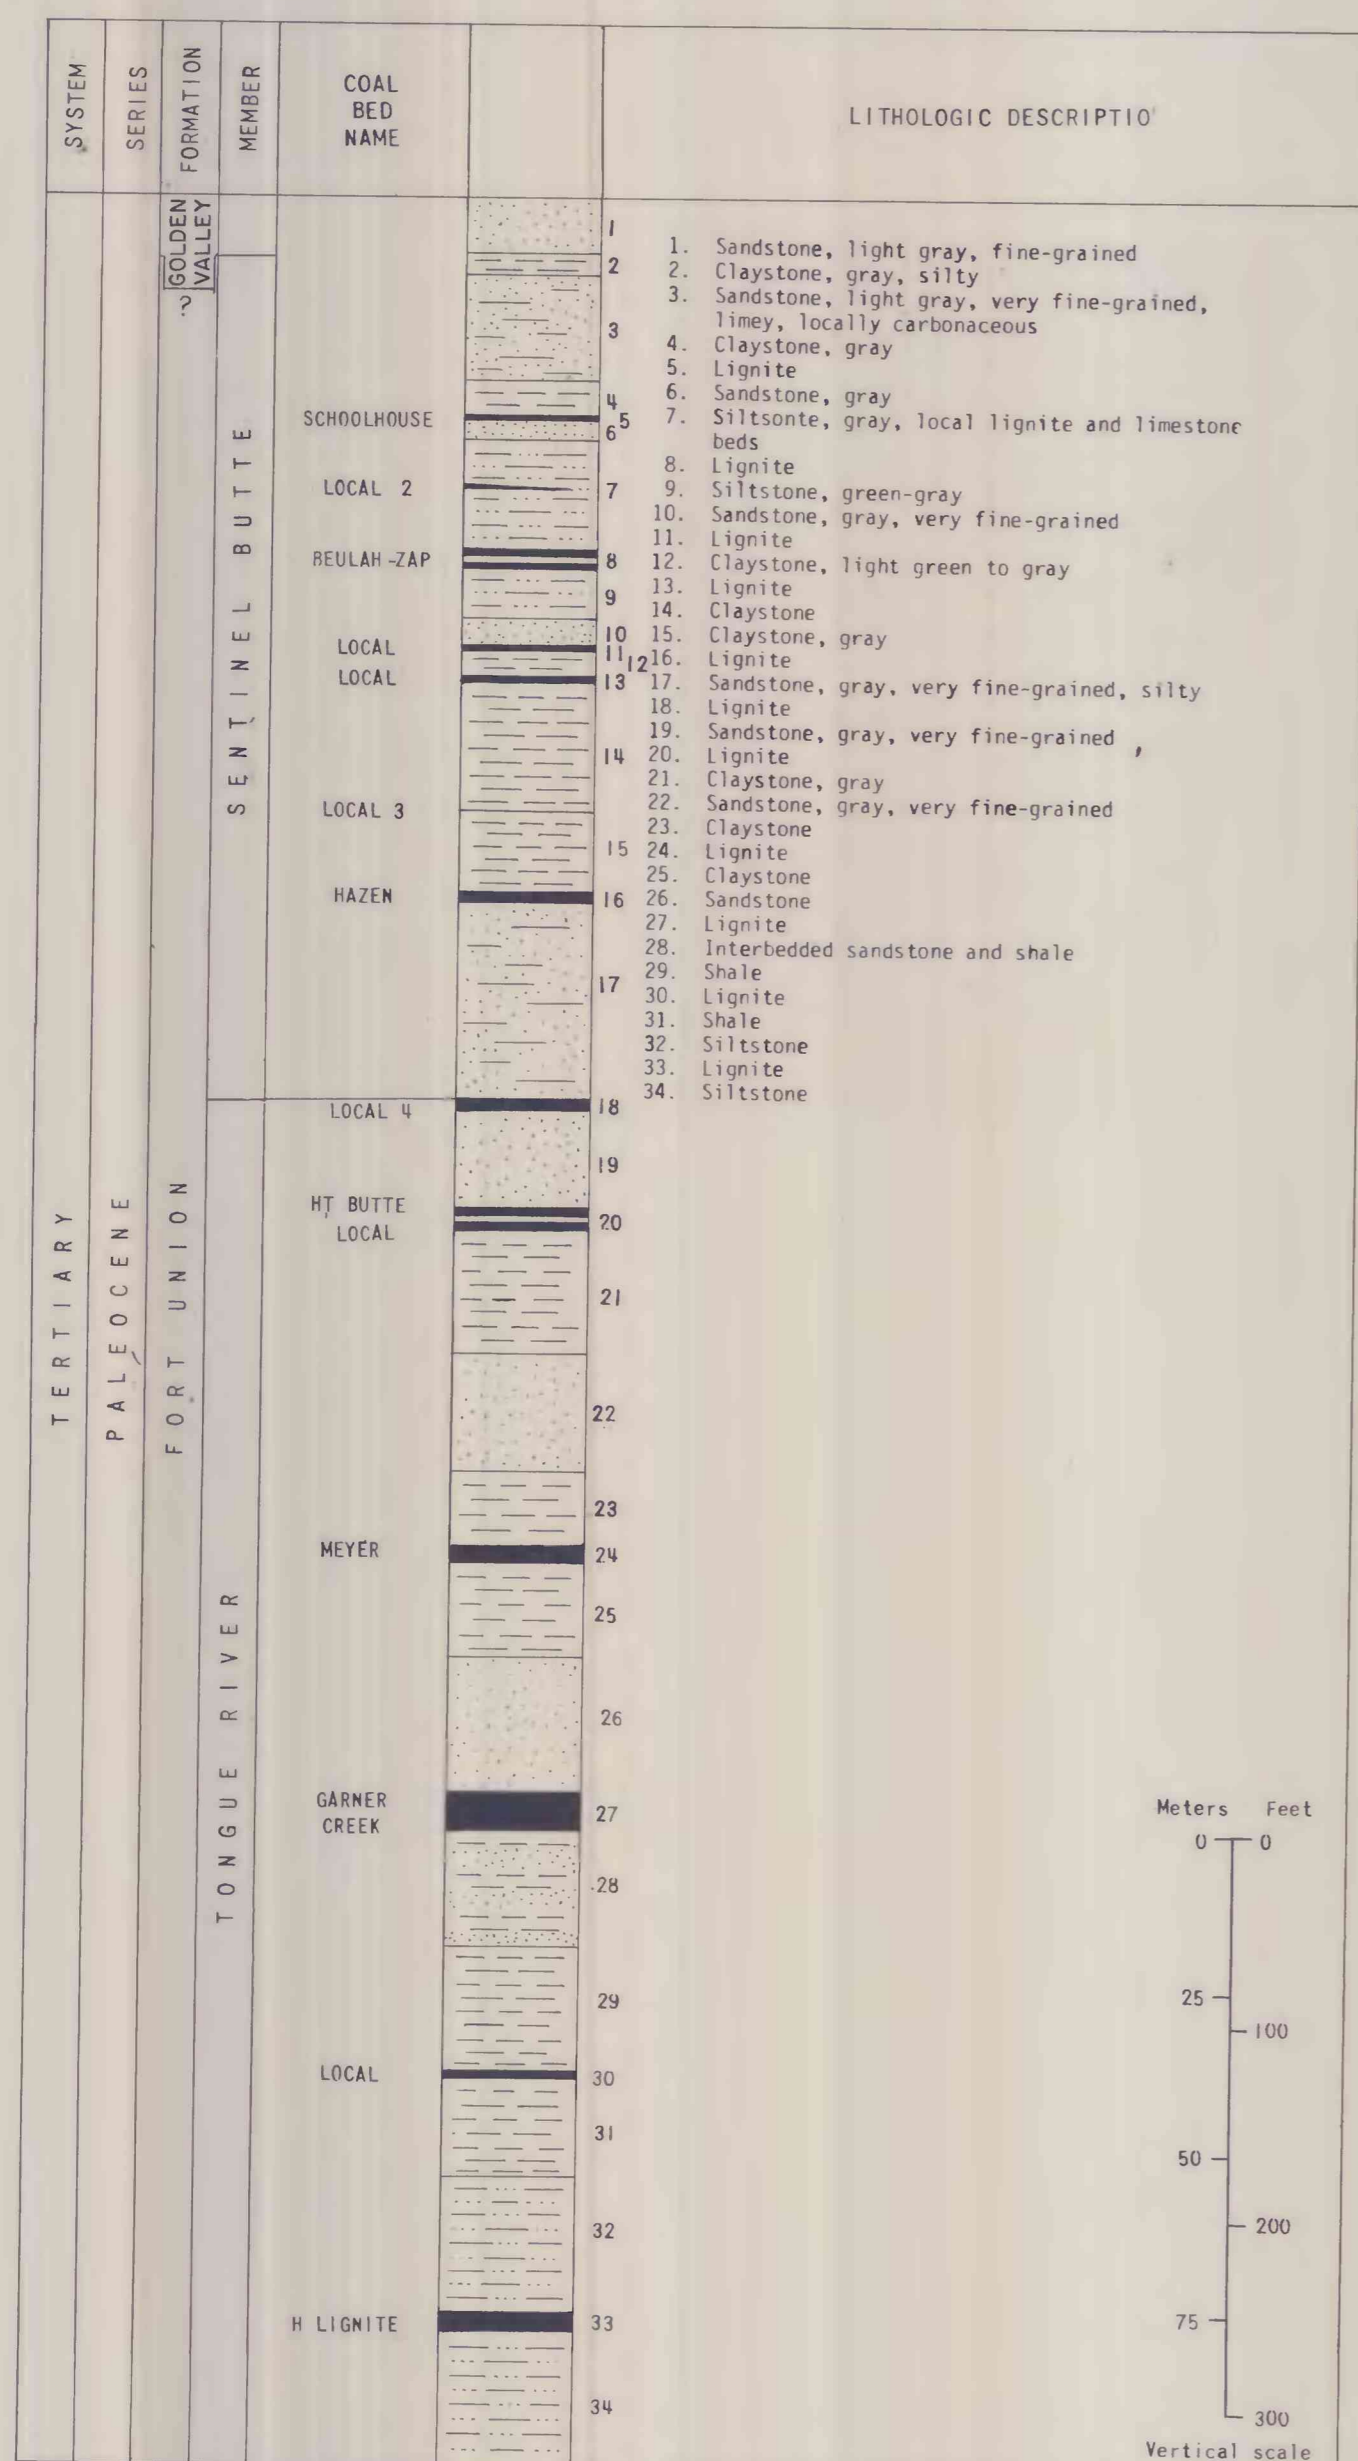 SYSTEM
SERIES
FORMATION
MEMBER
COAL
BED
NAME
LITHOLOGIC DESCRIPTIO
GOLDEN
VALLEY
?
SENTINEL BUTTE
TERTIARY
PALEOCENE
FORT UNION
TONGUE RIVER
SCHOOLHOUSE
LOCAL 2
BEULAH-ZAP
LOCAL
LOCAL
LOCAL 3
HAZEN
LOCAL 4
HT BUTTE
LOCAL
MEYER
GARNER
CREEK
LOCAL
H LIGNITE
1
2
3
4
5
6
7
8
9
10
11
12
13
14
15
16
17
18
19
20
21
22
23
24
25
26
27
28
29
30
31
32
33
34
1. Sandstone, light gray, fine-grained
2. Claystone, gray, silty
3. Sandstone, light gray, very fine-grained,
limey, locally carbonaceous
4. Claystone, gray
5. Lignite
6. Sandstone, gray
7. Siltsonte, gray, local lignite and limestone
beds
8. Lignite
9. Siltstone, green-gray
10. Sandstone, gray, very fine-grained
11. Lignite
12. Claystone, light green to gray
13. Lignite
14. Claystone
15. Claystone, gray
16. Lignite
17. Sandstone, gray, very fine-grained, silty
18. Lignite
19. Sandstone, gray, very fine-grained
20. Lignite
21. Claystone, gray
22. Sandstone, gray, very fine-grained
23. Claystone
24. Lignite
25. Claystone
26. Sandstone
27. Lignite
28. Interbedded sandstone and shale
29. Shale
30. Lignite
31. Shale
32. Siltstone
33. Lignite
34. Siltstone
Meters Feet
0 0
25
100
50
200
75
300
Vertical scale